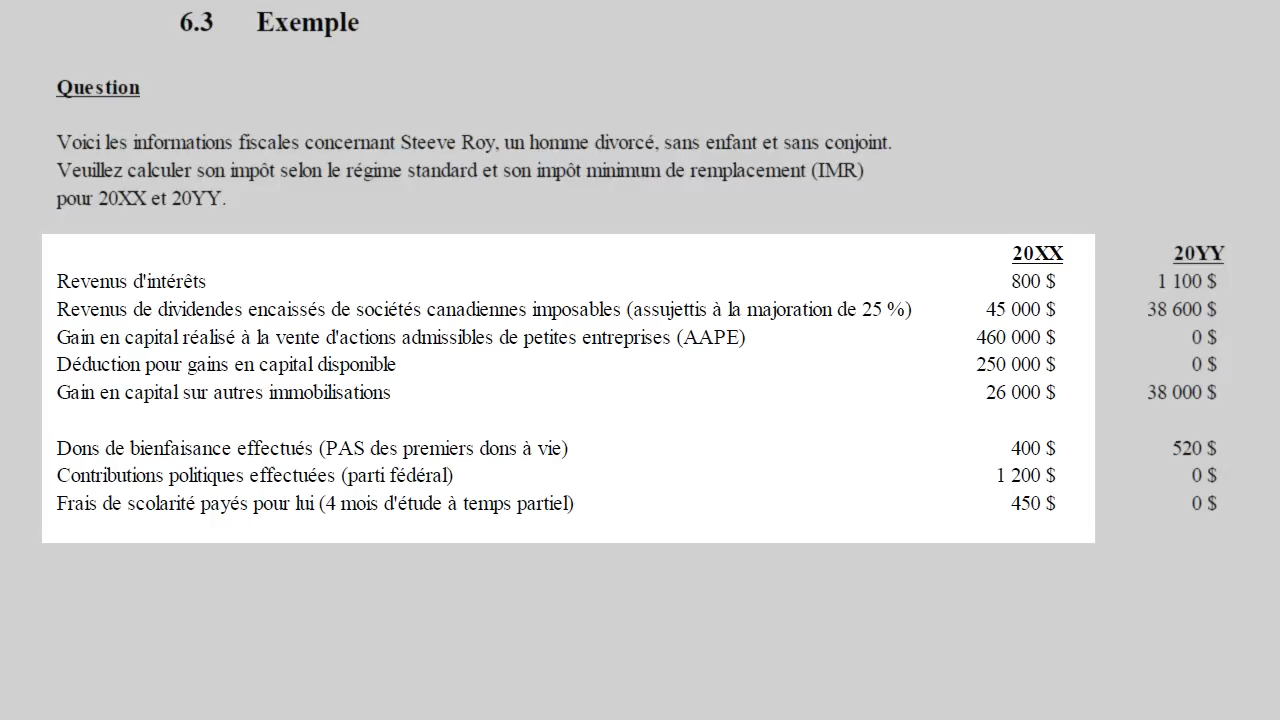 6.3 Exemple
Question
Voici les informations fiscales concernant Steeve Roy, un homme divorcé, sans enfant et sans conjoint.
Veuillez calculer son impôt selon le régime standard et son impôt minimum de remplacement (IMR)
pour 20XX et 20YY.
20XX 20YY
Revenus d'intérêts 800 $ 1 100 $
Revenus de dividendes encaissés de sociétés canadiennes imposables (assujettis à la majoration de 25 %) 45 000 $ 38 600 $
Gain en capital réalisé à la vente d'actions admissibles de petites entreprises (AAPE) 460 000 $ 0 $
Déduction pour gains en capital disponible 250 000 $ 0 $
Gain en capital sur autres immobilisations 26 000 $ 38 000 $
Dons de bienfaisance effectués (PAS des premiers dons à vie) 400 $ 520 $
Contributions politiques effectuées (parti fédéral) 1 200 $ 0 $
Frais de scolarité payés pour lui (4 mois d'étude à temps partiel) 450 $ 0 $